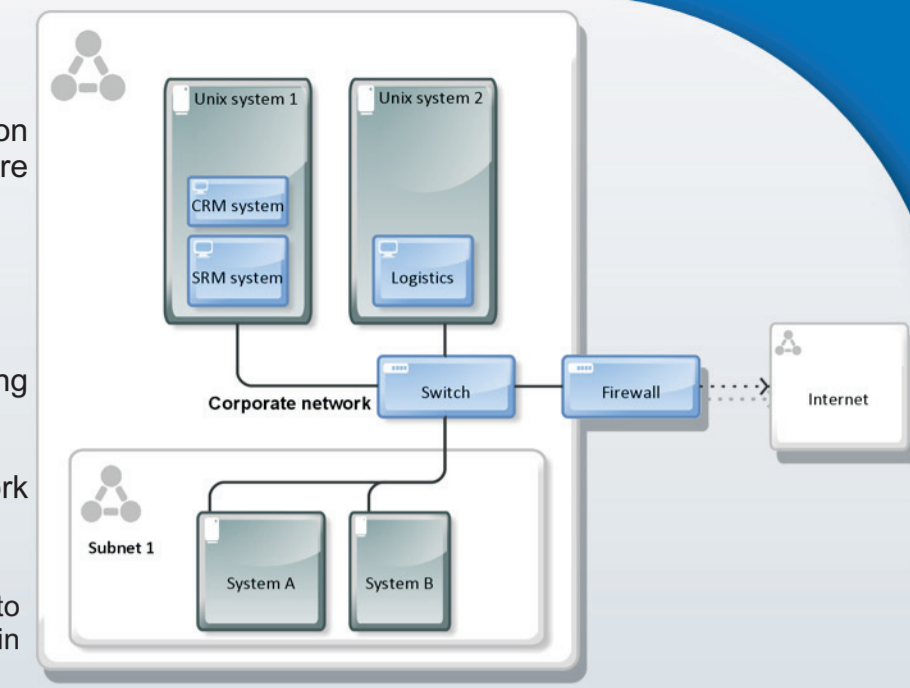 on
re
ng
ork
to
in
Unix system 1
Unix system 2
CRM system
SRM system
Logistics
Switch
Firewall
Internet
Corporate network
Subnet 1
System A
System B